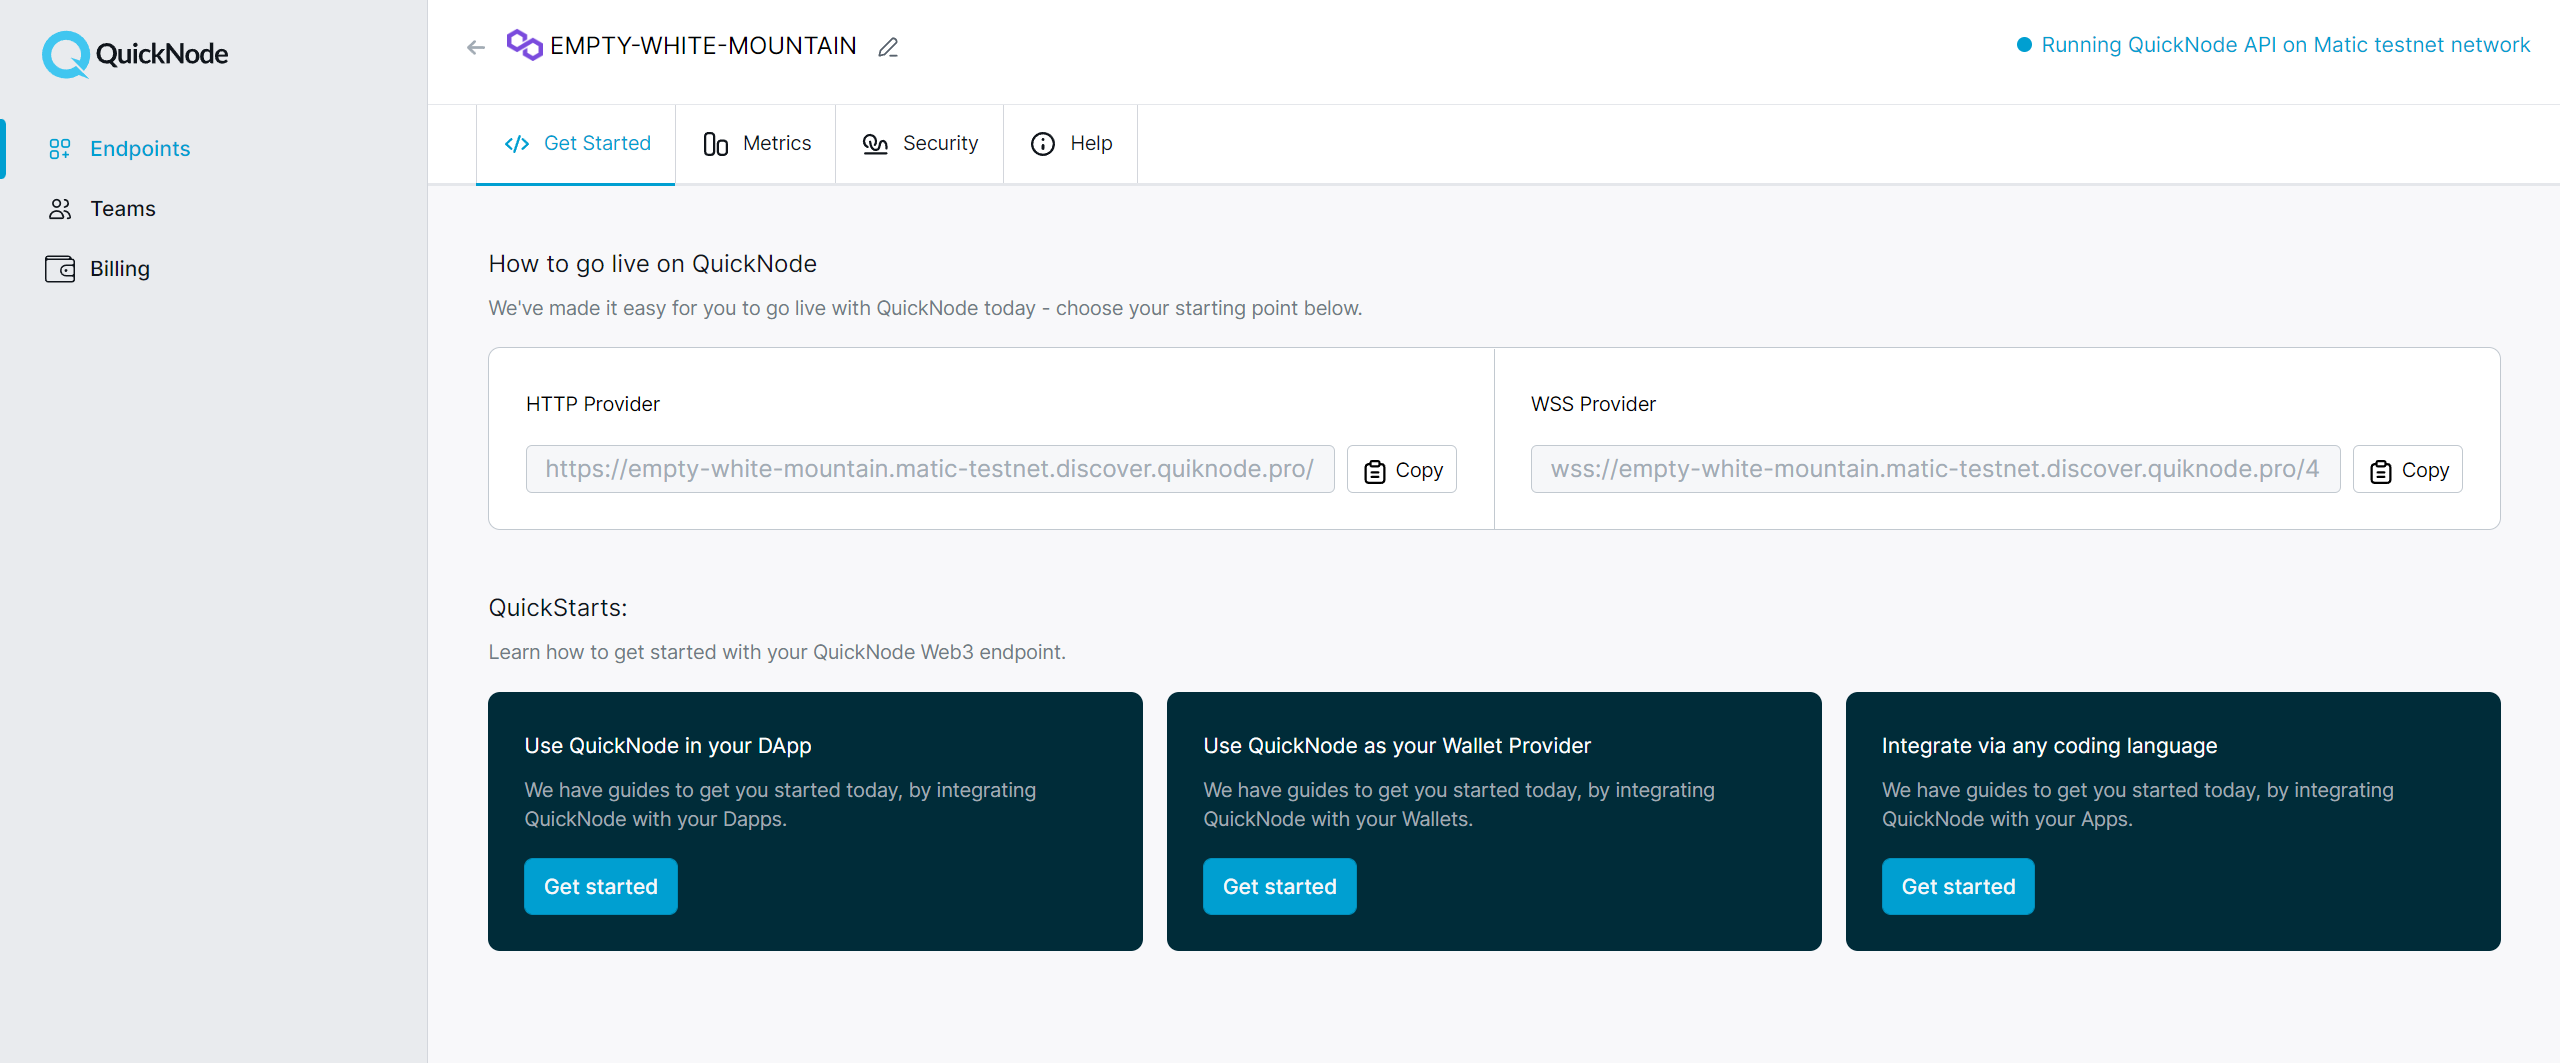 QuickNode
Endpoints
Teams
Billing
EMPTY-WHITE-MOUNTAIN
Running QuickNode API on Matic testnet network
Get Started
Metrics
Security
Help
How to go live on QuickNode
We've made it easy for you to go live with QuickNode today - choose your starting point below.
HTTP Provider
https://empty-white-mountain.matic-testnet.discover.quiknode.pro/
Copy
WSS Provider
wss://empty-white-mountain.matic-testnet.discover.quiknode.pro/4
Copy
QuickStarts:
Learn how to get started with your QuickNode Web3 endpoint.
Use QuickNode in your DApp
We have guides to get you started today, by integrating
QuickNode with your Dapps.
Get started
Use QuickNode as your Wallet Provider
We have guides to get you started today, by integrating
QuickNode with your Wallets.
Get started
Integrate via any coding language
We have guides to get you started today, by integrating
QuickNode with your Apps.
Get started